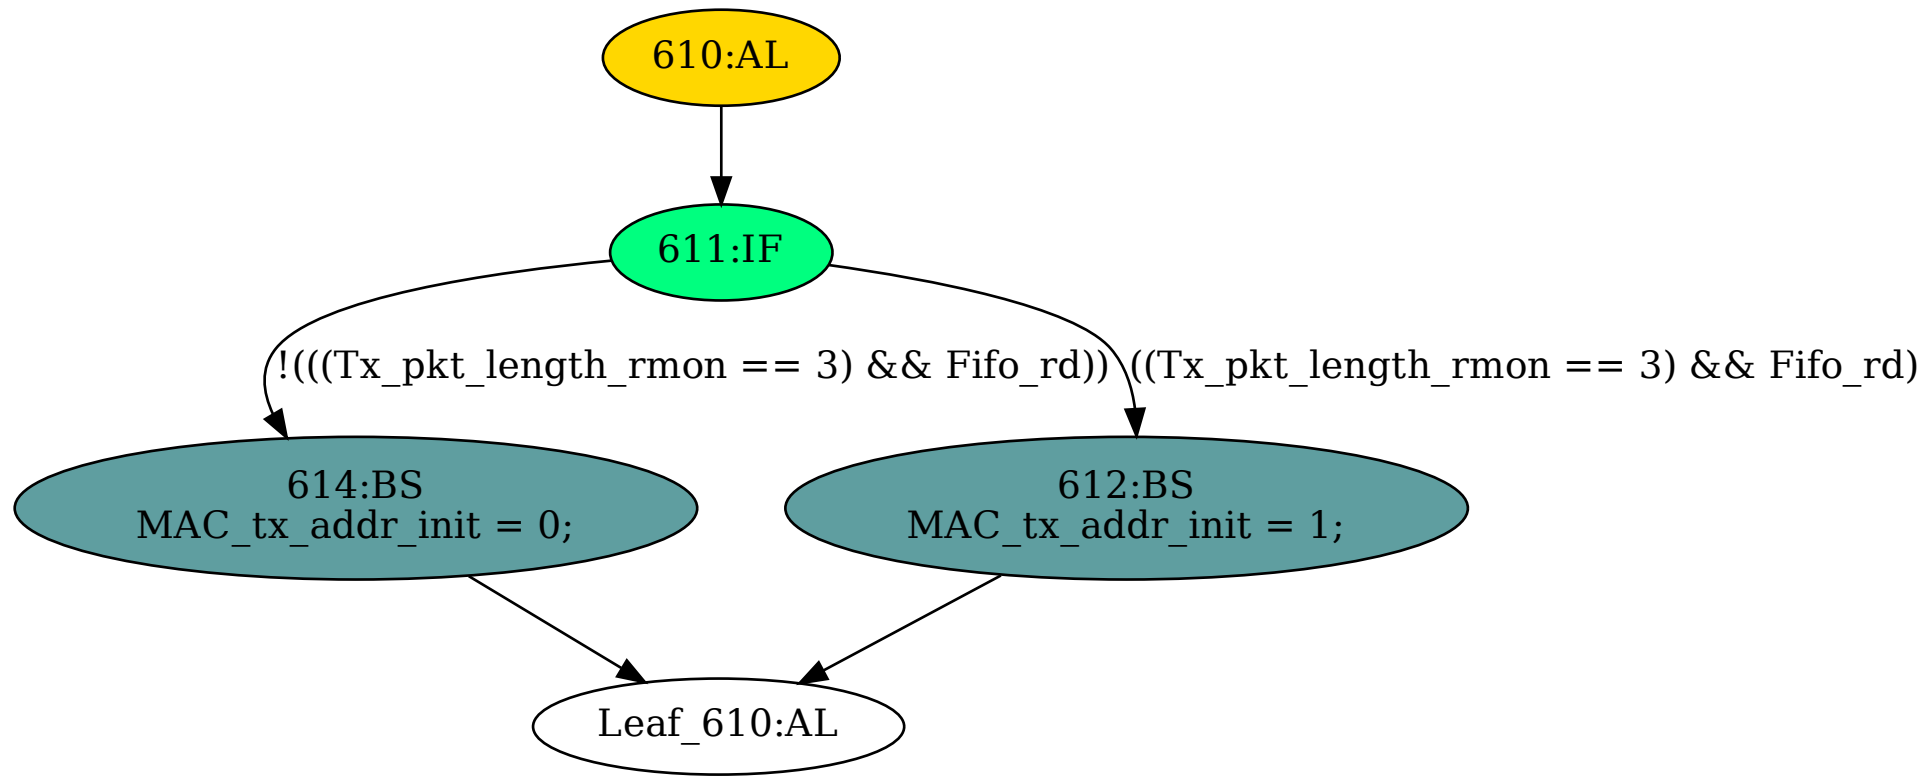 610:AL
611:IF
!(((Tx_pkt_length_rmon == 3) && Fifo_rd))
((Tx_pkt_length_rmon == 3) && Fifo_rd)
614:BS
MAC_tx_addr_init = 0;
612:BS
MAC_tx_addr_init = 1;
Leaf_610:AL